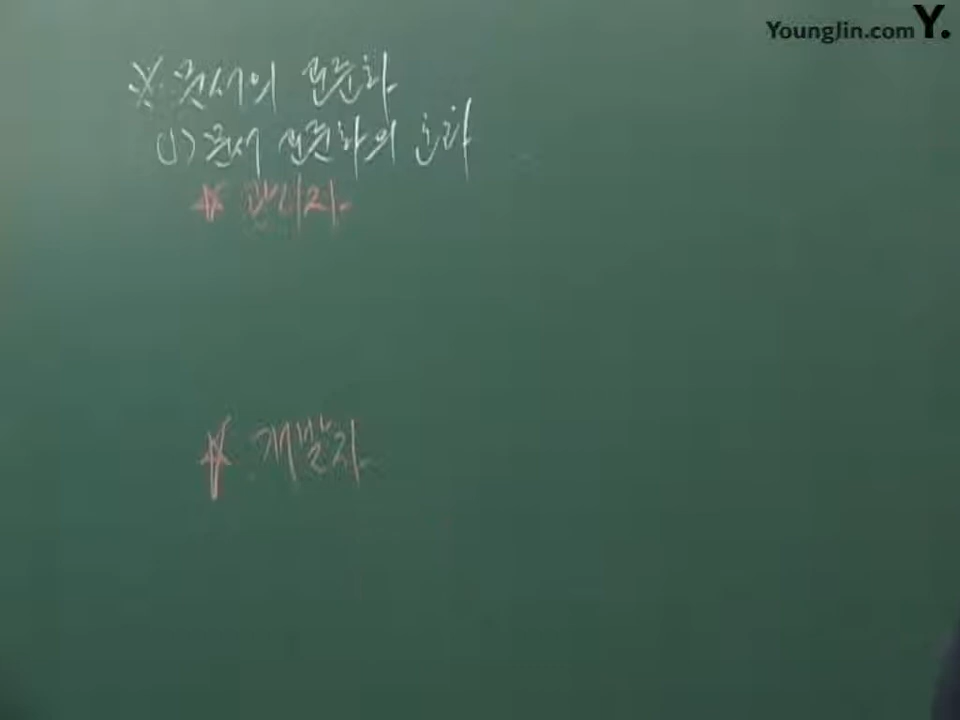 Younglin.com Y.
※ 문서의 표준화
(1) 문서 표준화의 효과
☆ 관리자
☆ 개발자